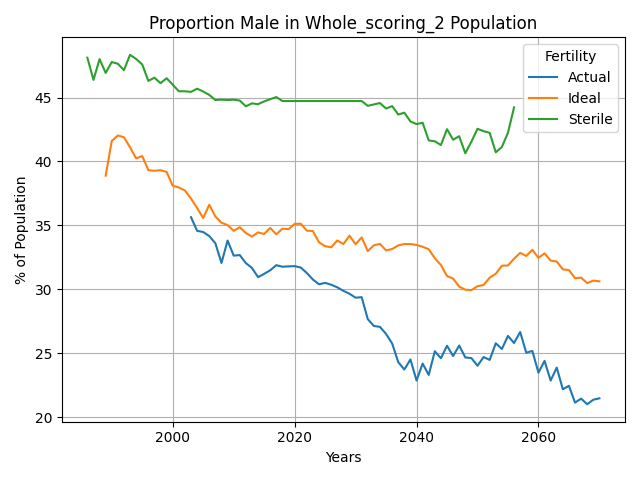 Proportion Male in Whole_scoring_2 Population
Fertility
Actual
Ideal
Sterile
% of Population
45
40
35
30
25
20
2000
2020
2040
2060
Years